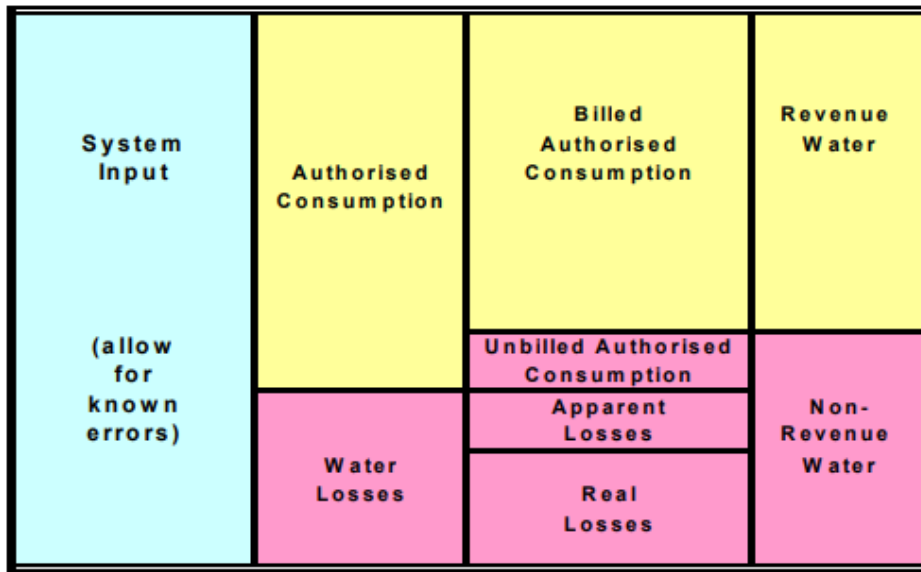 System
Input
(allow
for
known
errors)
Authorised
Consumption
Water
Losses
Billed
Authorised
Consumption
Unbilled Authorised
Consumption
Apparent
Losses
Real
Losses
Revenue
Water
Non-
Revenue
Water